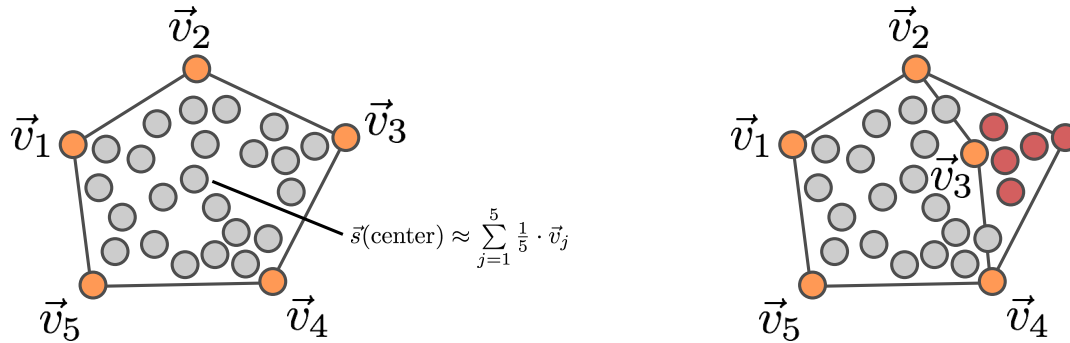 v⃗₂
v⃗₁
v⃗₃
s⃗(center) ≈ ∑_{j=1}^{5} 1/5 · v⃗ⱼ
v⃗₅
v⃗₄
v⃗₂
v⃗₁
v⃗₃
v⃗₅
v⃗₄